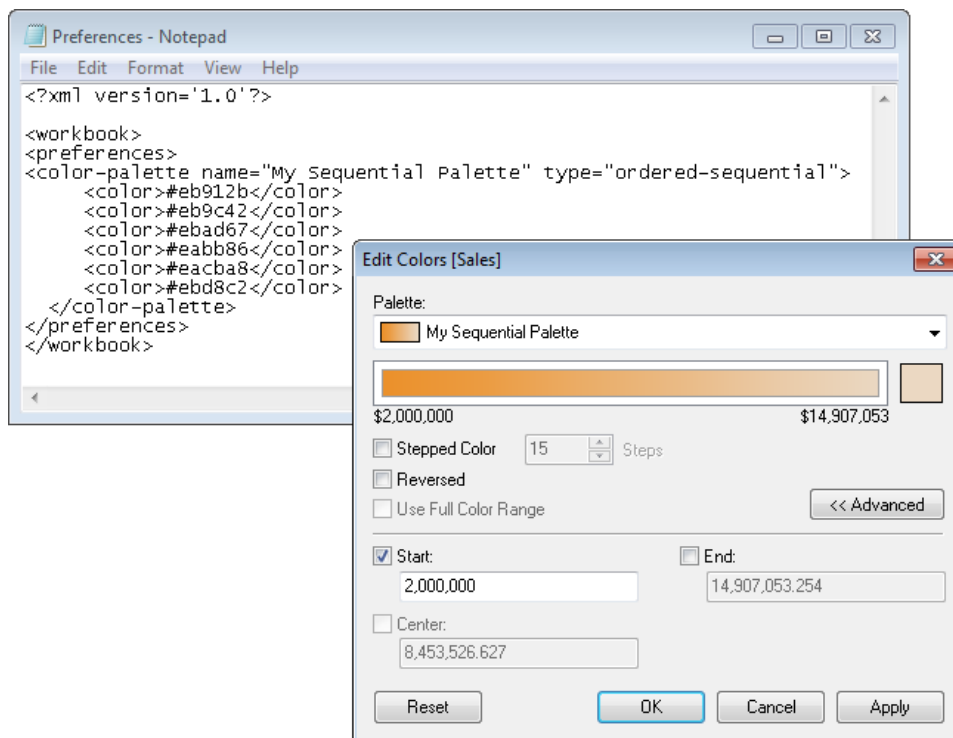 Preferences - Notepad
File Edit Format View Help
<?xml version='1.0'?>
<workbook>
<preferences>
<color-palette name="My Sequential Palette" type="ordered-sequential">
<color>#eb912b</color>
<color>#eb9c42</color>
<color>#ebad67</color>
<color>#eabb86</color>
<color>#eacba8</color>
<color>#ebd8c2</color>
</color-palette>
</preferences>
</workbook>
Edit Colors [Sales]
Palette:
My Sequential Palette
$2,000,000 $14,907,053
Stepped Color 15 Steps
Reversed
Use Full Color Range
<< Advanced
Start: End:
2,000,000 14,907,053.254
Center:
8,453,526.627
Reset OK Cancel Apply